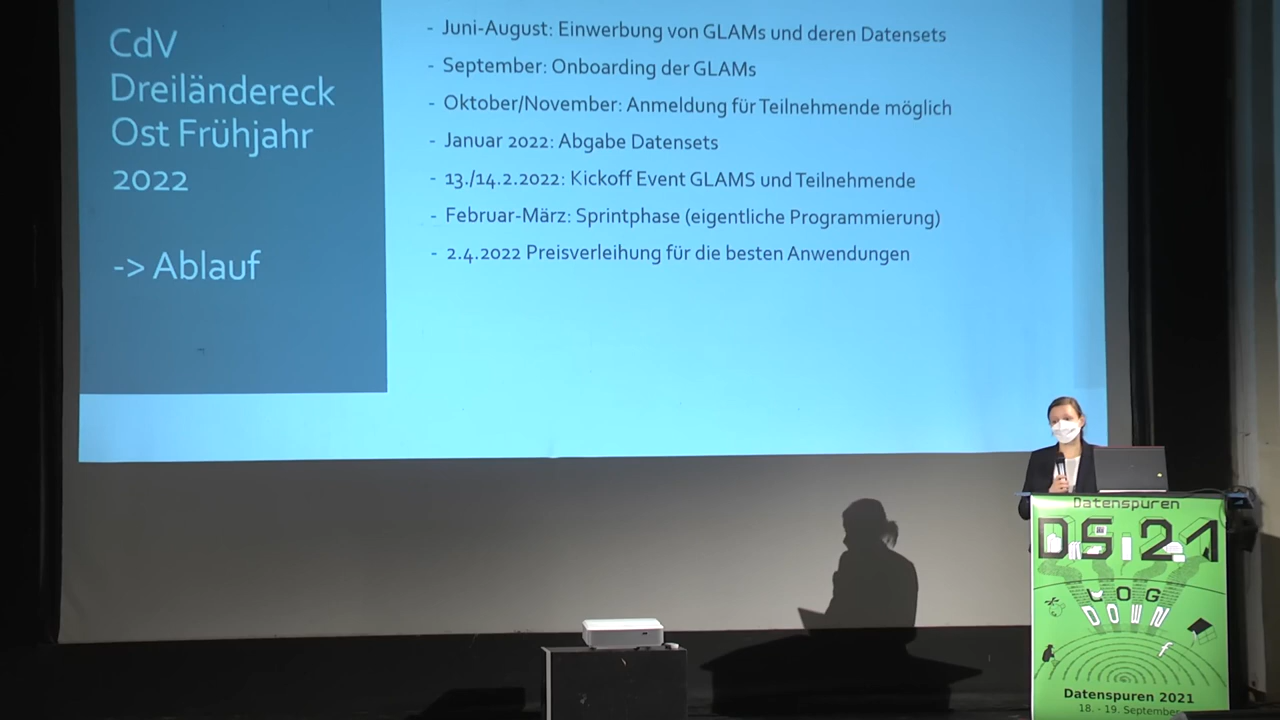 CdV
Dreiländereck
Ost Frühjahr
2022
-> Ablauf
- Juni-August: Einwerbung von GLAMs und deren Datensets
- September: Onboarding der GLAMs
- Oktober/November: Anmeldung für Teilnehmende möglich
- Januar 2022: Abgabe Datensets
- 13./14.2.2022: Kickoff Event GLAMS und Teilnehmende
- Februar-März: Sprintphase (eigentliche Programmierung)
- 2.4.2022 Preisverleihung für die besten Anwendungen
Datenspuren
DS:21
LOG
DOWN
Datenspuren 2021
18. - 19. September